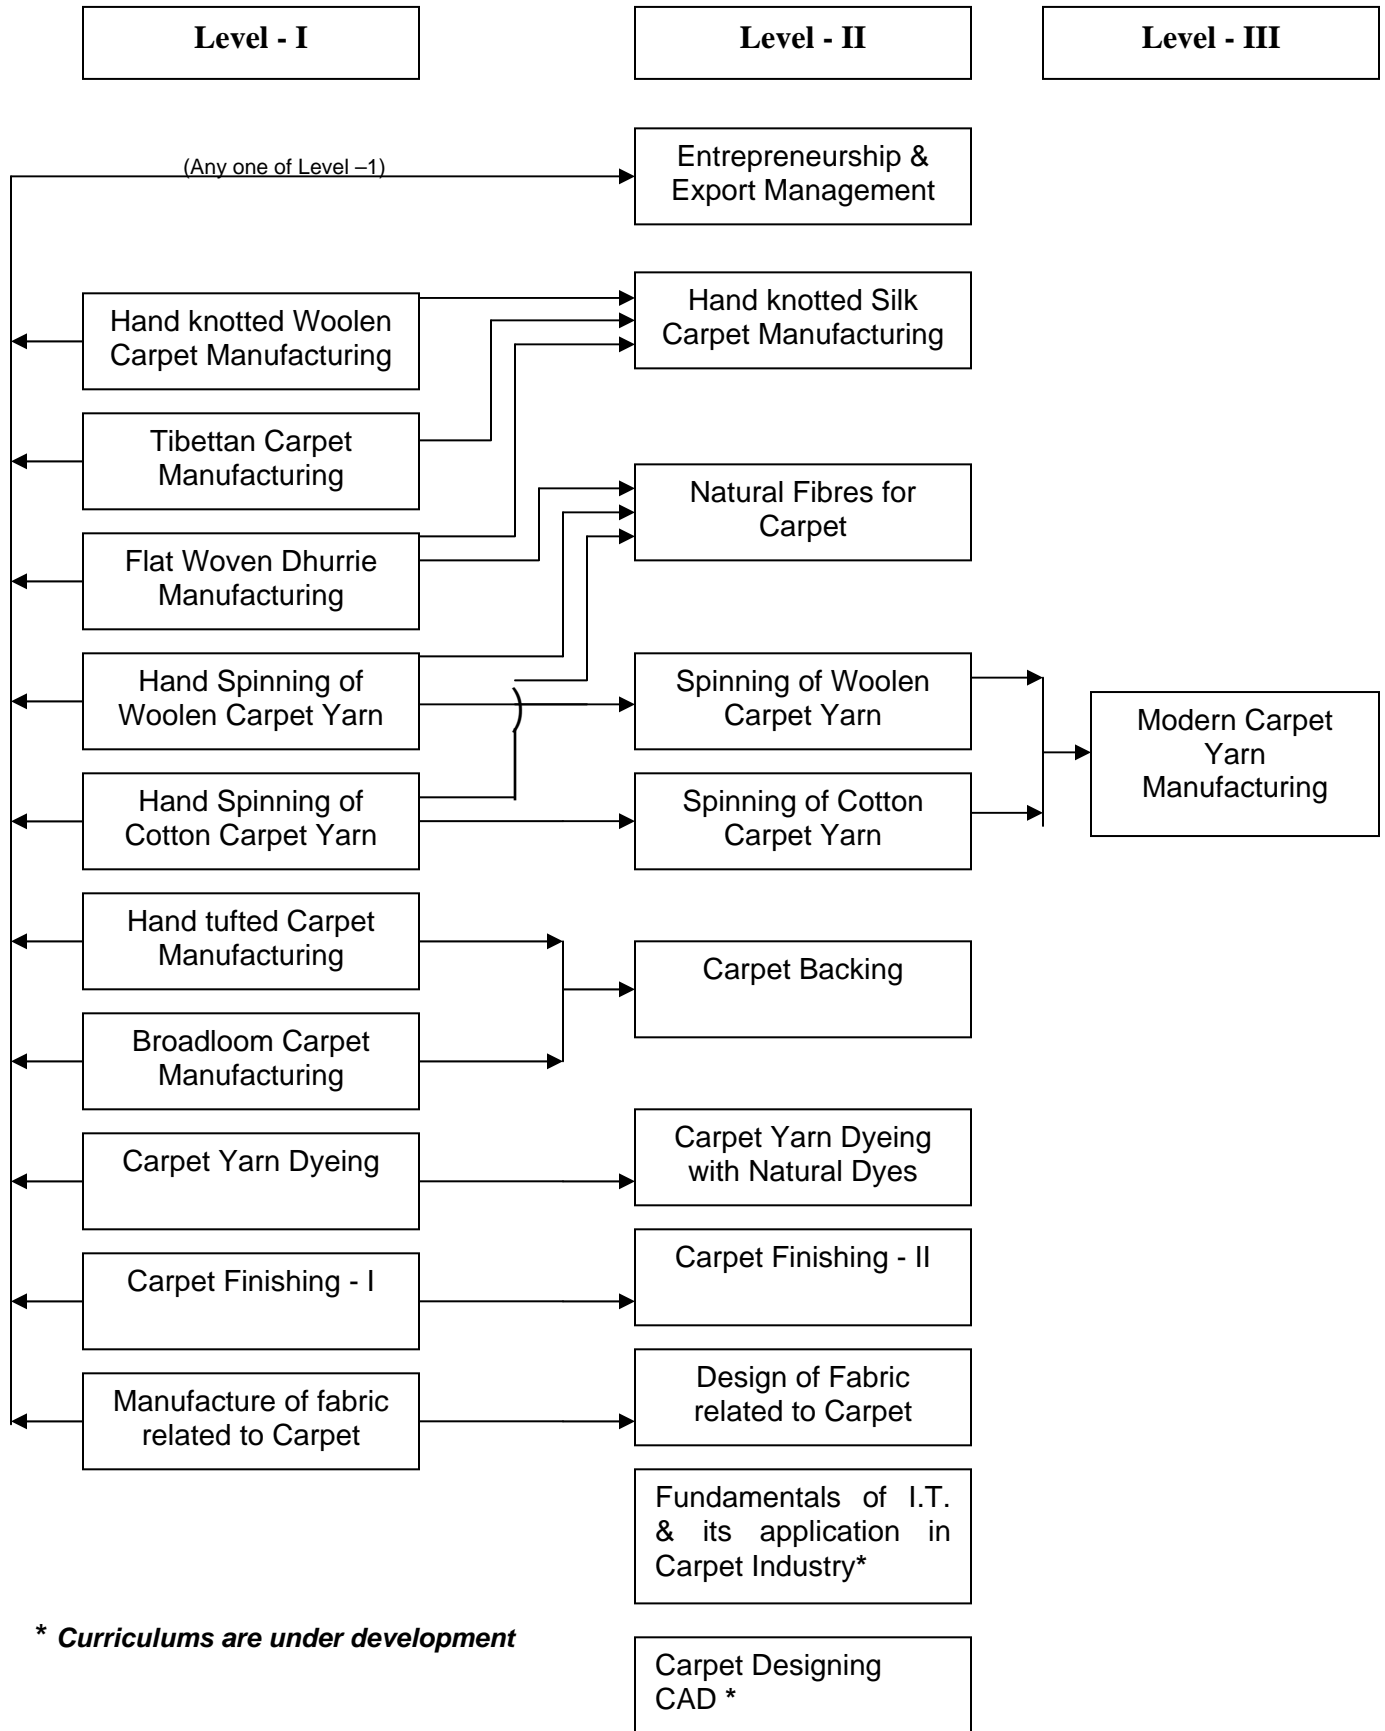 Level - I
Level - II
Level - III
(Any one of Level –1)
Entrepreneurship &
Export Management
Hand knotted Woolen
Carpet Manufacturing
Hand knotted Silk
Carpet Manufacturing
Tibettan Carpet
Manufacturing
Natural Fibres for
Carpet
Flat Woven Dhurrie
Manufacturing
Hand Spinning of
Woolen Carpet Yarn
Spinning of Woolen
Carpet Yarn
Modern Carpet
Yarn
Manufacturing
Hand Spinning of
Cotton Carpet Yarn
Spinning of Cotton
Carpet Yarn
Hand tufted Carpet
Manufacturing
Carpet Backing
Broadloom Carpet
Manufacturing
Carpet Yarn Dyeing
Carpet Yarn Dyeing
with Natural Dyes
Carpet Finishing - I
Carpet Finishing - II
Manufacture of fabric
related to Carpet
Design of Fabric
related to Carpet
Fundamentals of I.T.
& its application in
Carpet Industry*
* Curriculums are under development
Carpet Designing
CAD *